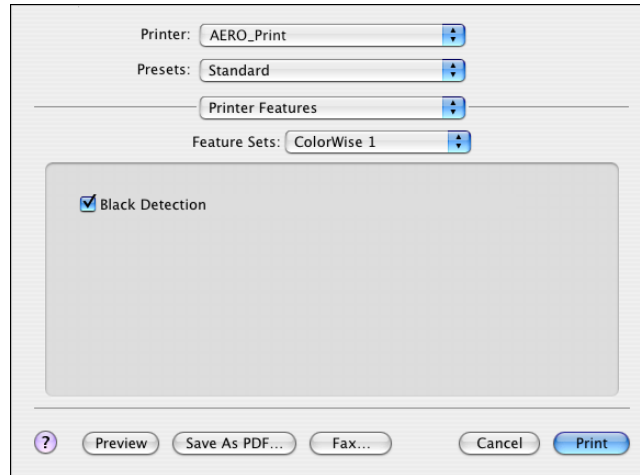 Printer: AERO_Print
Presets: Standard
Printer Features
Feature Sets: ColorWise 1
Black Detection
? Preview Save As PDF... Fax... Cancel Print